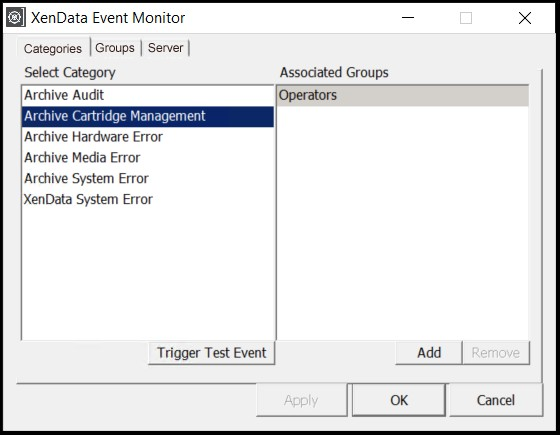 XenData Event Monitor
Categories Groups Server
Select Category Associated Groups
Archive Audit Operators
Archive Cartridge Management
Archive Hardware Error
Archive Media Error
Archive System Error
XenData System Error
Trigger Test Event Add Remove
Apply OK Cancel